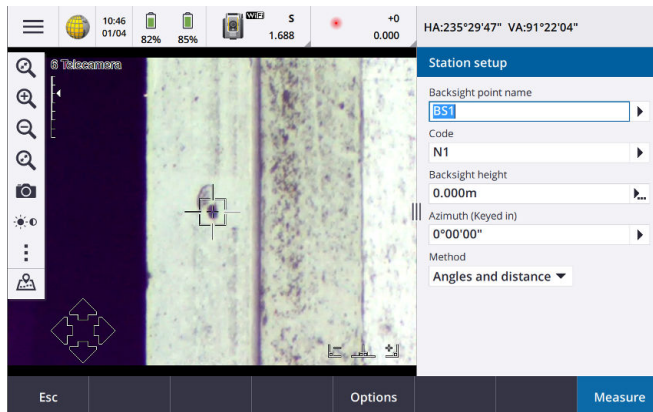 10:46
01/04
82%
85%
WiFi
S
1.688
+0
0.000
HA:235°29'47" VA:91°22'04"
6 Telecamera
Station setup
Backsight point name
BS1
Code
N1
Backsight height
0.000m
Azimuth (Keyed in)
0°00'00"
Method
Angles and distance
Esc
Options
Measure